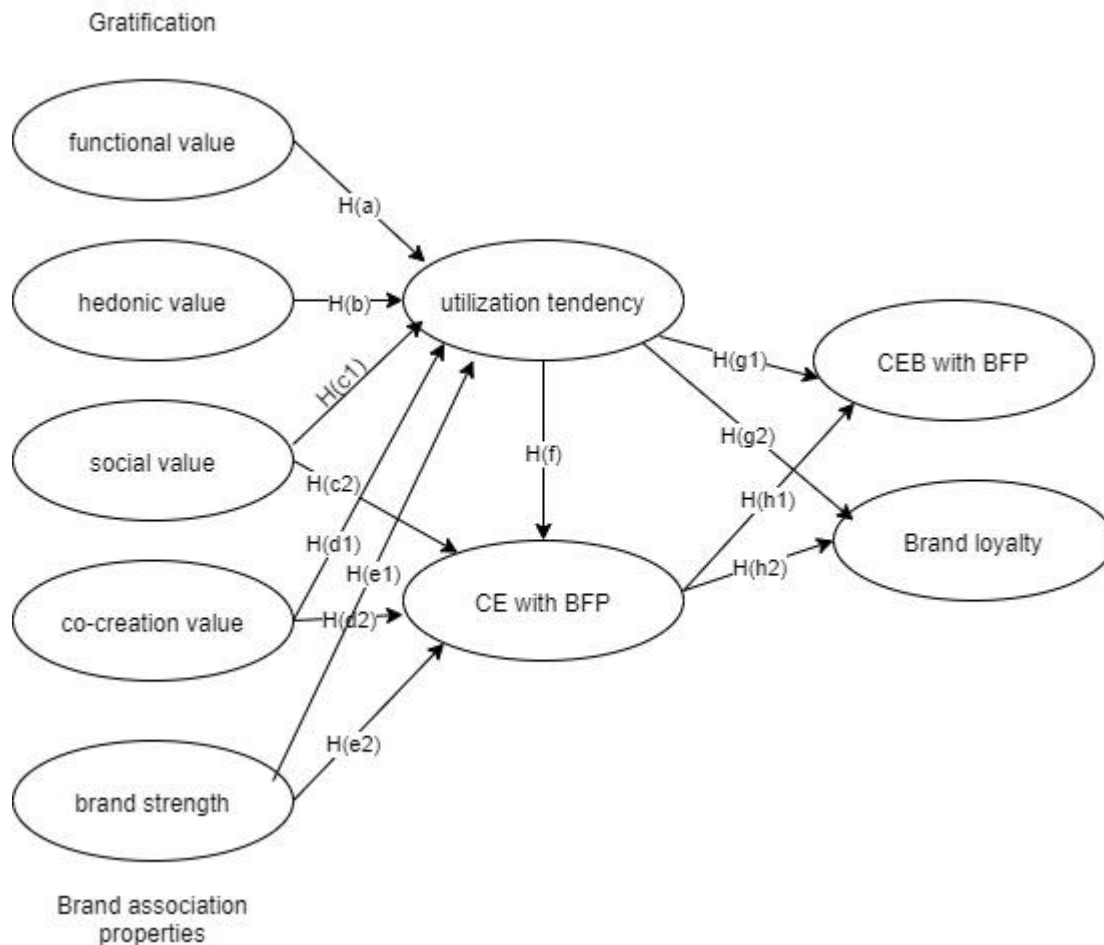 Gratification
functional value
H(a)
hedonic value
H(b)
utilization tendency
H(g1)
CEB with BFP
H(c1)
social value
H(c2)
H(f)
H(g2)
H(h1)
H(d1)
H(e1)
Brand loyalty
H(h2)
co-creation value
H(d2)
CE with BFP
H(e2)
brand strength
Brand association
properties